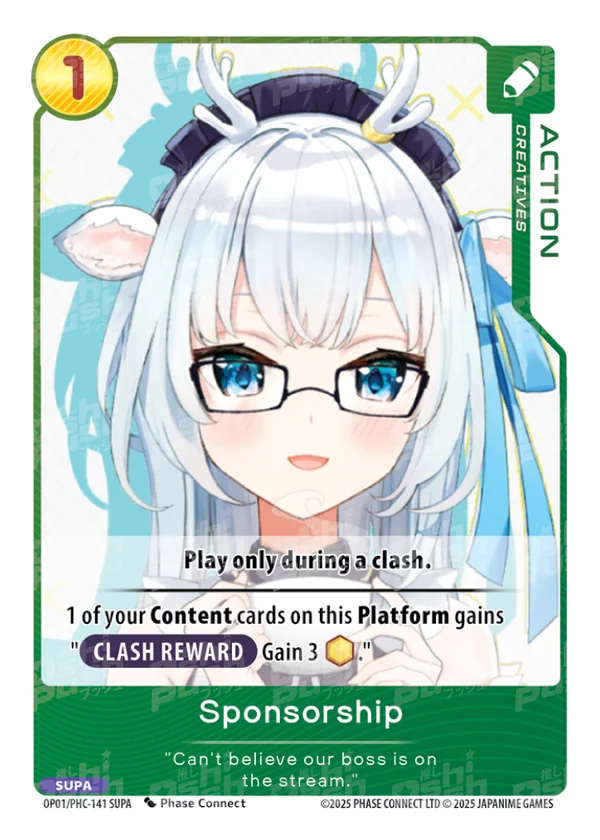 1
ACTION
CREATIVES
Play only during a clash.
1 of your Content cards on this Platform gains
" CLASH REWARD Gain 3 ."
Sponsorship
"Can't believe our boss is on
the stream."
SUPA
OP01/PHC-141 SUPA Phase Connect ©2025 PHASE CONNECT LTD © 2025 JAPANIME GAMES